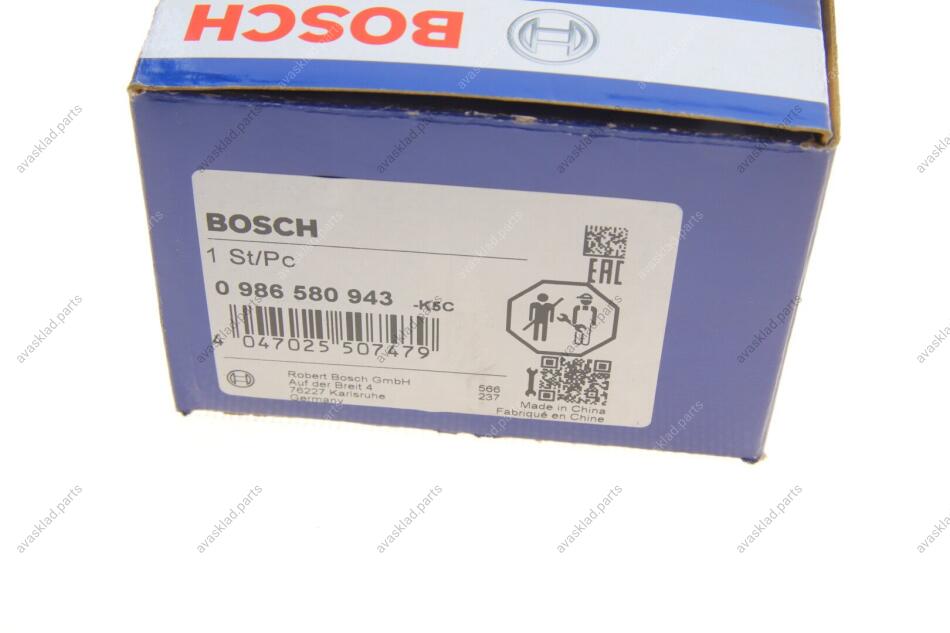 BOSCH
BOSCH
1 St/Pc
0 986 580 943 -K5C
EAC
4 047025 507479
Robert Bosch GmbH
Auf der Breit 4
76227 Karlsruhe
Germany
566
237
Made in China
Fabriqué en Chine
avasklad.parts